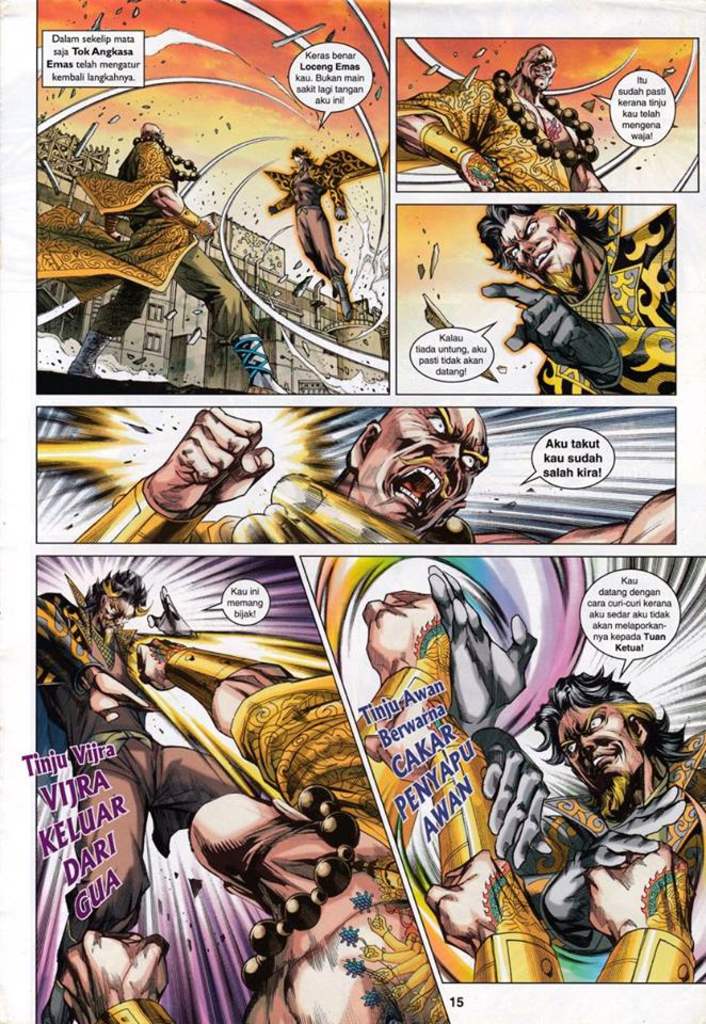 Dalam sekelip mata
saja Tok Angkasa
Emas telah mengatur
kembali langkahnya.
Keras benar
Loceng Emas
kau. Bukan main
sakit lagi tangan
aku ini!
Itu
sudah pasti
kerana tinju
kau telah
mengena
waja!
Kalau
tiada untung, aku
pasti tidak akan
datang!
Aku takut
kau sudah
salah kira!
Kau ini
memang
bijak!
Tinju Vijra
VIJRA
KELUAR
DARI
GUA
Kau
datang dengan
cara curi-curi kerana
aku sudah tidak
akan melaporkan-
nya kepada Tuan
Ketua!
Tinju Awan
Berwarna
CAKAR
PENYAPU
AWAN
15